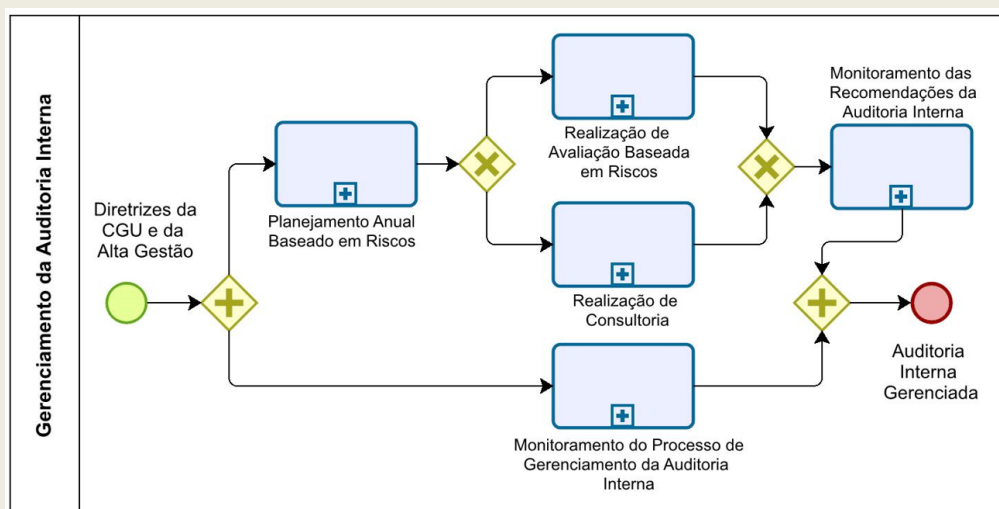 Gerenciamento da Auditoria Interna
Diretrizes da
CGU e da
Alta Gestão
Planejamento Anual
Baseado em Riscos
Realização de
Avaliação Baseada
em Riscos
Realização de
Consultoria
Monitoramento do Processo de
Gerenciamento da Auditoria
Interna
Monitoramento das
Recomendações da
Auditoria Interna
Auditoria
Interna
Gerenciada